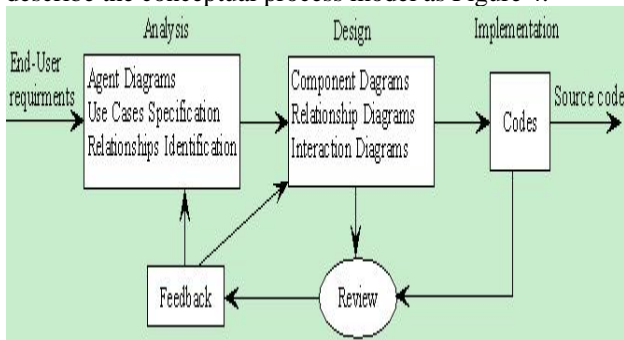 describe the conceptual process model as Figure 4.
Analysis
Design
Implementation
End-User
requirment​s
Agent Diagrams
Use Cases Specification
Relationships Identification
Component Dagrams
Relationship Diagrams
Interaction Diagrams
Codes
Source code
Feedback
Review